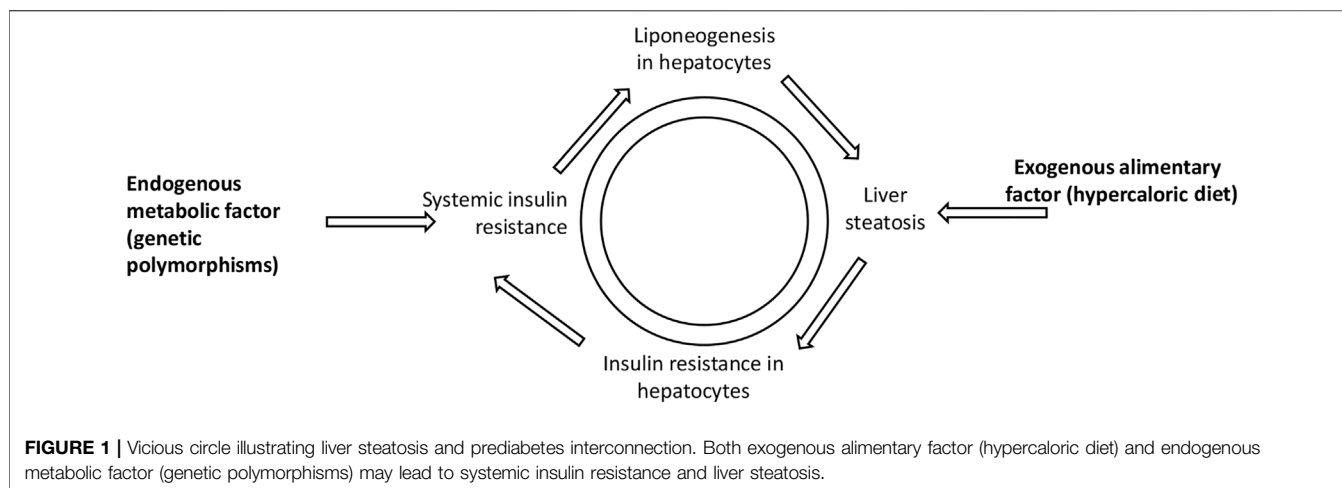 Liponeogenesis
in hepatocytes
Endogenous
metabolic factor
(genetic
polymorphisms)
Systemic insulin
resistance
Liver
steatosis
Exogenous alimentary
factor (hypercaloric diet)
Insulin resistance in
hepatocytes
FIGURE 1 | Vicious circle illustrating liver steatosis and prediabetes interconnection. Both exogenous alimentary factor (hypercaloric diet) and endogenous
metabolic factor (genetic polymorphisms) may lead to systemic insulin resistance and liver steatosis.